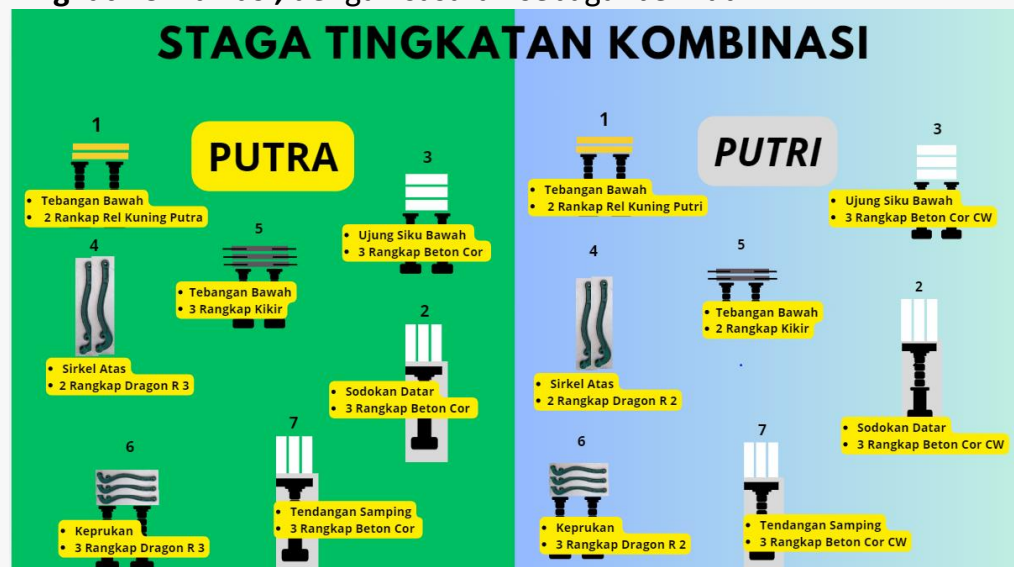 STAGA TINGKATAN KOMBINASI
PUTRA
1
• Tebangan Bawah
• 2 Rankap Rel Kuning Putra
3
• Ujung Siku Bawah
• 3 Rangkap Beton Cor
4
• Sirkel Atas
• 2 Rangkap Dragon R 3
5
• Tebangan Bawah
• 3 Rangkap Kikir
2
• Sodokan Datar
• 3 Rangkap Beton Cor
6
• Keprukan
• 3 Rangkap Dragon R 3
7
• Tendangan Samping
• 3 Rangkap Beton Cor
PUTRI
1
• Tebangan Bawah
• 2 Rankap Rel Kuning Putri
3
• Ujung Siku Bawah
• 3 Rangkap Beton Cor CW
4
• Sirkel Atas
• 2 Rangkap Dragon R 2
5
• Tebangan Bawah
• 2 Rangkap Kikir
2
• Sodokan Datar
• 3 Rangkap Beton Cor CW
6
• Keprukan
• 3 Rangkap Dragon R 2
7
• Tendangan Samping
• 3 Rangkap Beton Cor CW